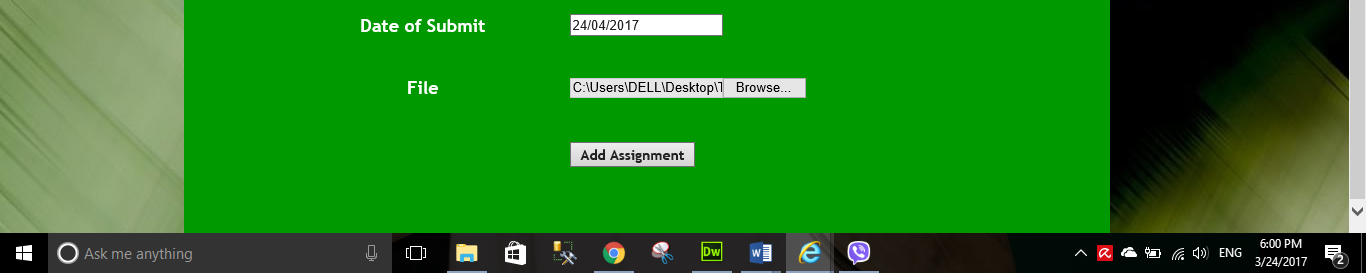 Date of Submit
24/04/2017
File
C:\Users\DELL\Desktop\T
Browse...
Add Assignment
Ask me anything
Dw
W
ENG
6:00 PM
3/24/2017
2